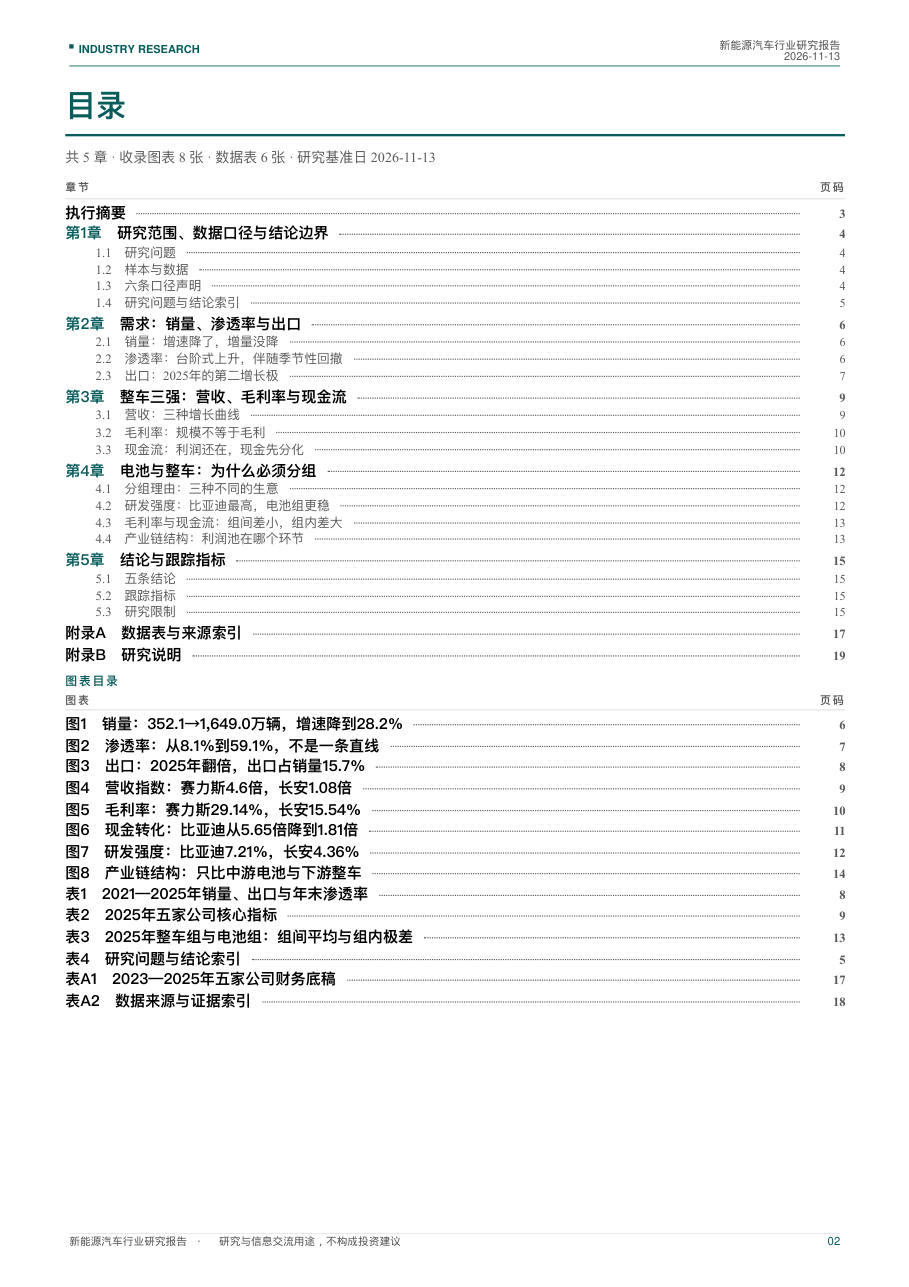 INDUSTRY RESEARCH
新能源汽车行业研究报告
2026-11-13
目录
共 5 章 · 收录图表 8 张 · 数据表 6 张 · 研究基准日 2026-11-13
章节 页码
执行摘要 3
第1章 研究范围、数据口径与结论边界 4
1.1 研究问题 4
1.2 样本与数据 4
1.3 六条口径声明 4
1.4 研究问题与结论索引 5
第2章 需求：销量、渗透率与出口 6
2.1 销量：增速降了，增量没降 6
2.2 渗透率：台阶式上升，伴随季节性回撤 6
2.3 出口：2025年的第二增长极 7
第3章 整车三强：营收、毛利率与现金流 9
3.1 营收：三种增长曲线 9
3.2 毛利率：规模不等于毛利 10
3.3 现金流：利润还在，现金先分化 10
第4章 电池与整车：为什么必须分组 12
4.1 分组理由：三种不同的生意 12
4.2 研发强度：比亚迪最高，电池组更稳 12
4.3 毛利率与现金流：组间差小，组内差大 13
4.4 产业链结构：利润池在哪个环节 13
第5章 结论与跟踪指标 15
5.1 五条结论 15
5.2 跟踪指标 15
5.3 研究限制 15
附录A 数据表与来源索引 17
附录B 研究说明 19
图表目录
图表 页码
图1 销量：352.1→1,649.0万辆，增速降到28.2% 6
图2 渗透率：从8.1%到59.1%，不是一条直线 7
图3 出口：2025年翻倍，出口占销量15.7% 8
图4 营收指数：赛力斯4.6倍，长安1.08倍 9
图5 毛利率：赛力斯29.14%，长安15.54% 10
图6 现金转化：比亚迪从5.65倍降到1.81倍 11
图7 研发强度：比亚迪7.21%，长安4.36% 12
图8 产业链结构：只比中游电池与下游整车 14
表1 2021—2025年销量、出口与年末渗透率 8
表2 2025年五家公司核心指标 9
表3 2025年整车组与电池组：组间平均与组内极差 13
表4 研究问题与结论索引 5
表A1 2023—2025年五家公司财务底稿 17
表A2 数据来源与证据索引 18
新能源汽车行业研究报告 · 研究与信息交流用途，不构成投资建议 02